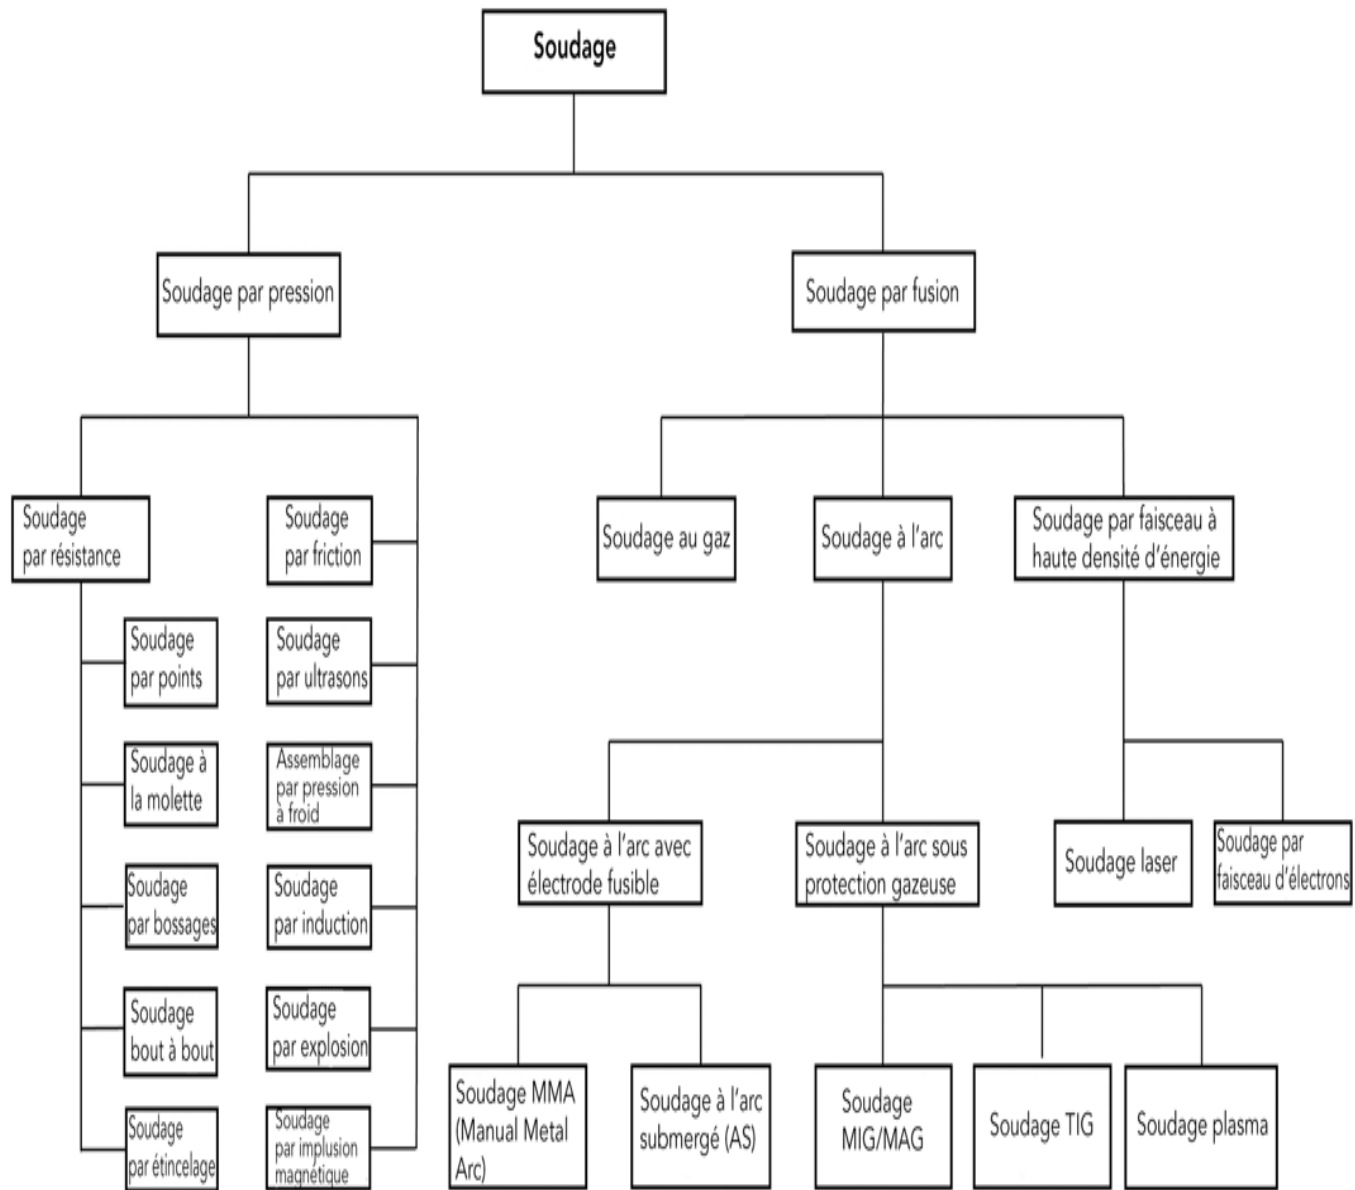 Soudage
Soudage par pression
Soudage par fusion
Soudage
par résistance
Soudage
par friction
Soudage au gaz
Soudage à l'arc
Soudage par faisceau à
haute densité d'énergie
Soudage
par points
Soudage
par ultrasons
Soudage à
la molette
Assemblage
par pression
à froid
Soudage à l'arc avec
électrode fusible
Soudage à l'arc sous
protection gazeuse
Soudage laser
Soudage par
faisceau d'électrons
Soudage
par bossages
Soudage
par induction
Soudage
bout à bout
Soudage
par explosion
Soudage MMA
(Manual Metal
Arc)
Soudage à l'arc
submergé (AS)
Soudage
MIG/MAG
Soudage TIG
Soudage plasma
Soudage
par étincelage
Soudage
par implusion
magnétique